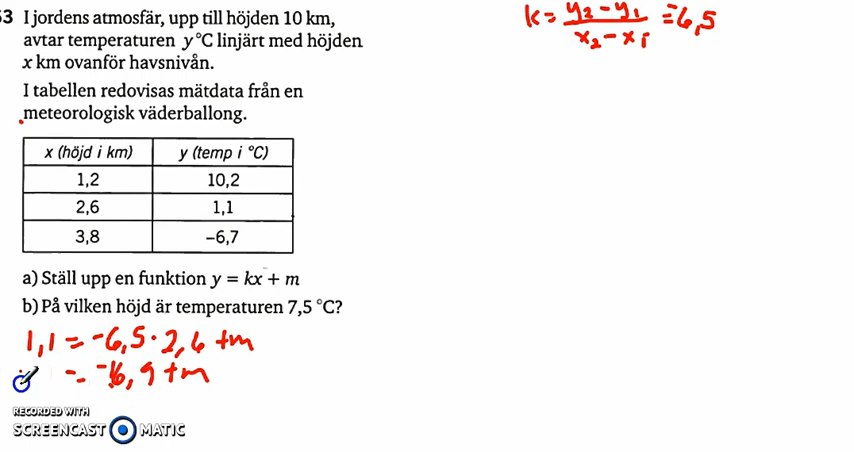 53 I jordens atmosfär, upp till höjden 10 km,
avtar temperaturen y °C linjärt med höjden
x km ovanför havsnivån.
I tabellen redovisas mätdata från en
meteorologisk väderballong.
x (höjd i km) y (temp i °C)
1,2 10,2
2,6 1,1
3,8 −6,7
a) Ställ upp en funktion y = kx + m
b) På vilken höjd är temperaturen 7,5 °C?
k = y₂ − y₁ / x₂ − x₁ = −6,5
1,1 = −6,5 · 2,6 + m
= −16,9 + m
RECORDED WITH
SCREENCAST MATIC